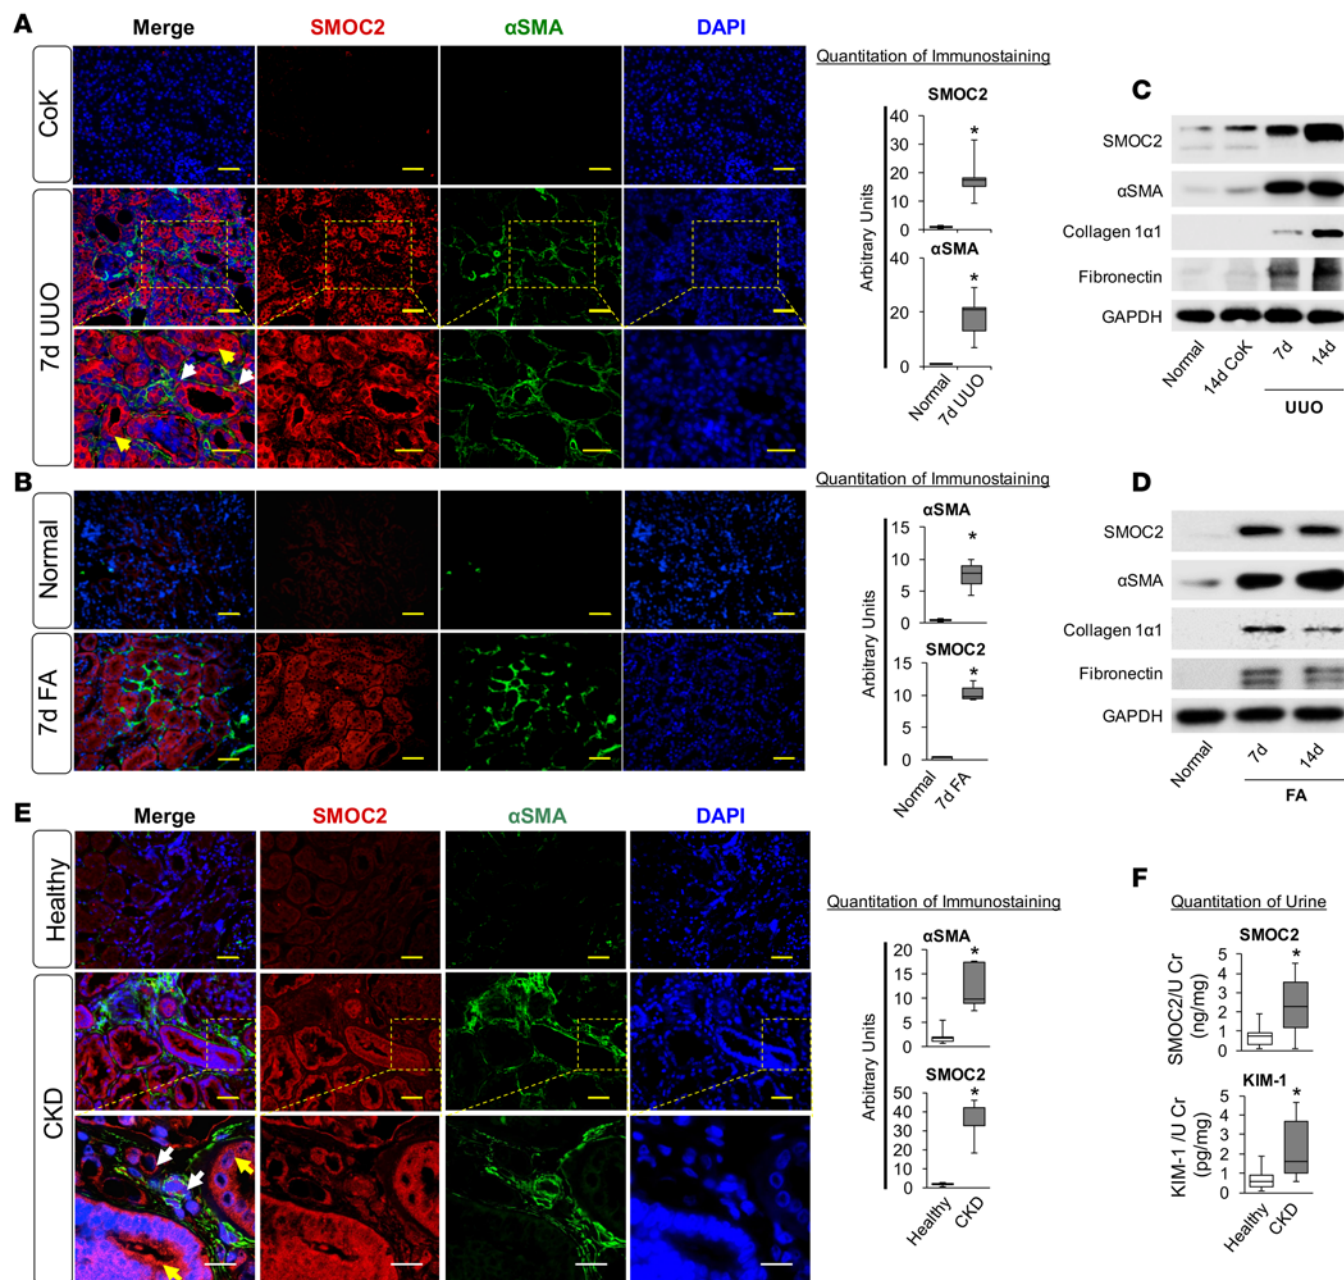 A
Merge SMOC2 αSMA DAPI
CoK
7d UUO
Quantitation of Immunostaining
SMOC2
40
30
20
10
0
*
Arbitrary Units
αSMA
40
20
0
*
Normal
7d UUO
C
SMOC2
αSMA
Collagen 1α1
Fibronectin
GAPDH
Normal
14d CoK
7d
14d
UUO
B
Normal
7d FA
Quantitation of Immunostaining
αSMA
15
10
5
0
*
Arbitrary Units
SMOC2
15
10
5
0
*
Normal
7d FA
D
SMOC2
αSMA
Collagen 1α1
Fibronectin
GAPDH
Normal
7d
14d
FA
E
Merge SMOC2 αSMA DAPI
Healthy
CKD
Quantitation of Immunostaining
αSMA
20
15
10
5
0
*
Arbitrary Units
SMOC2
50
40
30
20
10
0
*
Healthy
CKD
F
Quantitation of Urine
SMOC2
SMOC2/U Cr
(ng/mg)
5
4
3
2
1
0
*
KIM-1
KIM-1 /U Cr
(pg/mg)
5
4
3
2
1
0
*
Healthy
CKD